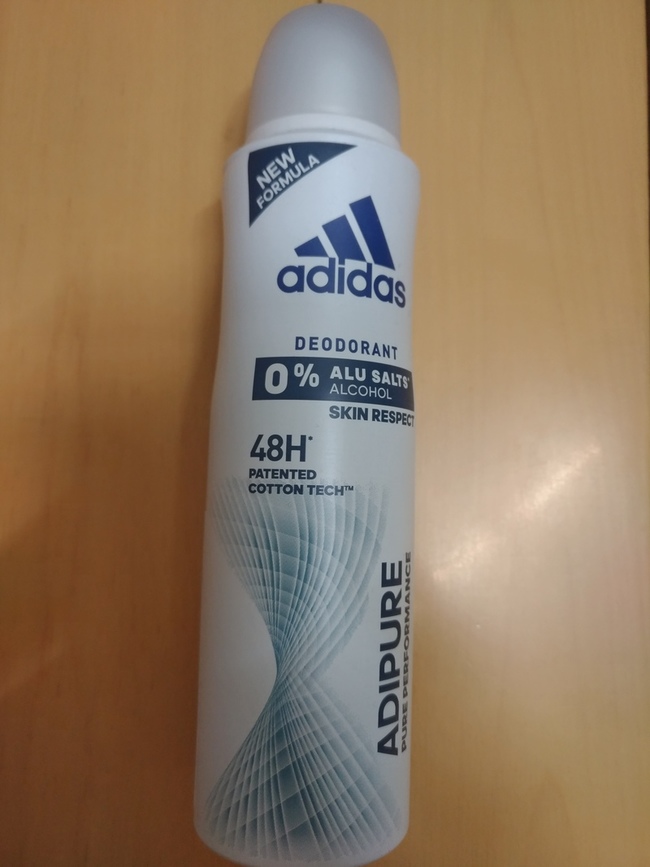 NEW
FORMULA
adidas
DEODORANT
0% ALU SALTS*
ALCOHOL
SKIN RESPECT
48H*
PATENTED
COTTON TECH™
ADIPURE
PURE PERFORMANCE